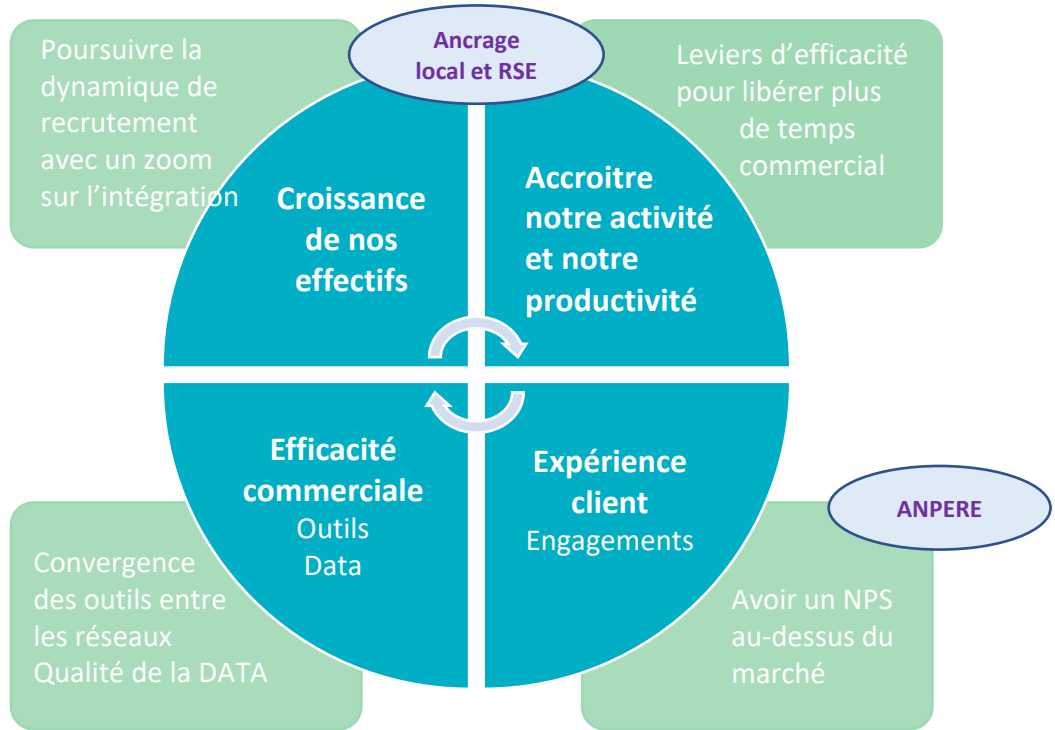 Poursuivre la
dynamique de
recrutement
avec un zoom
sur l’intégration
Ancrage
local et RSE
Leviers d’efficacité
pour libérer plus
de temps
commercial
Croissance
de nos
effectifs
Accroitre
notre activité
et notre
productivité
Efficacité
commerciale
Outils
Data
Expérience
client
Engagements
ANPERE
Convergence
des outils entre
les réseaux
Qualité de la DATA
Avoir un NPS
au-dessus du
marché